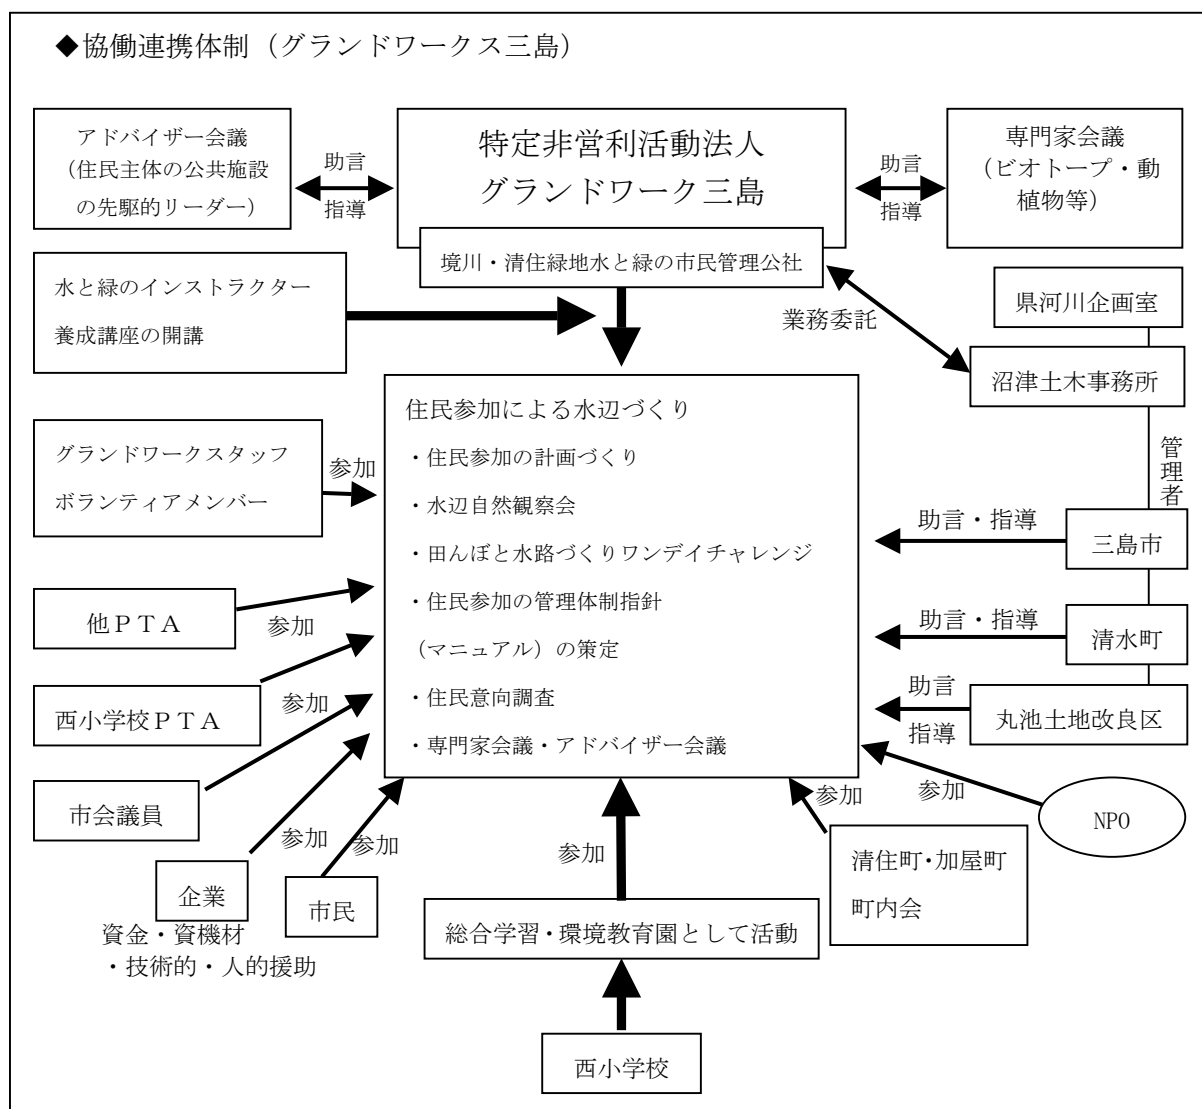 ◆協働連携体制（グランドワークス三島）
アドバイザー会議
（住民主体の公共施設
の先駆的リーダー）
助言
指導
特定非営利活動法人
グランドワーク三島
助言
指導
専門家会議
（ビオトープ・動
植物等）
境川・清住緑地水と緑の市民管理公社
水と緑のインストラクター
養成講座の開講
業務委託
県河川企画室
沼津土木事務所
管理者
住民参加による水辺づくり
・住民参加の計画づくり
・水辺自然観察会
・田んぼと水路づくりワンデイチャレンジ
・住民参加の管理体制指針
（マニュアル）の策定
・住民意向調査
・専門家会議・アドバイザー会議
グランドワークスタッフ
ボランティアメンバー
参加
助言・指導
三島市
他ＰＴＡ
参加
助言・指導
清水町
西小学校ＰＴＡ
参加
助言
指導
丸池土地改良区
市会議員
参加
企業
資金・資機材
・技術的・人的援助
参加
市民
参加
総合学習・環境教育園として活動
西小学校
参加
清住町・加屋町
町内会
参加
NPO